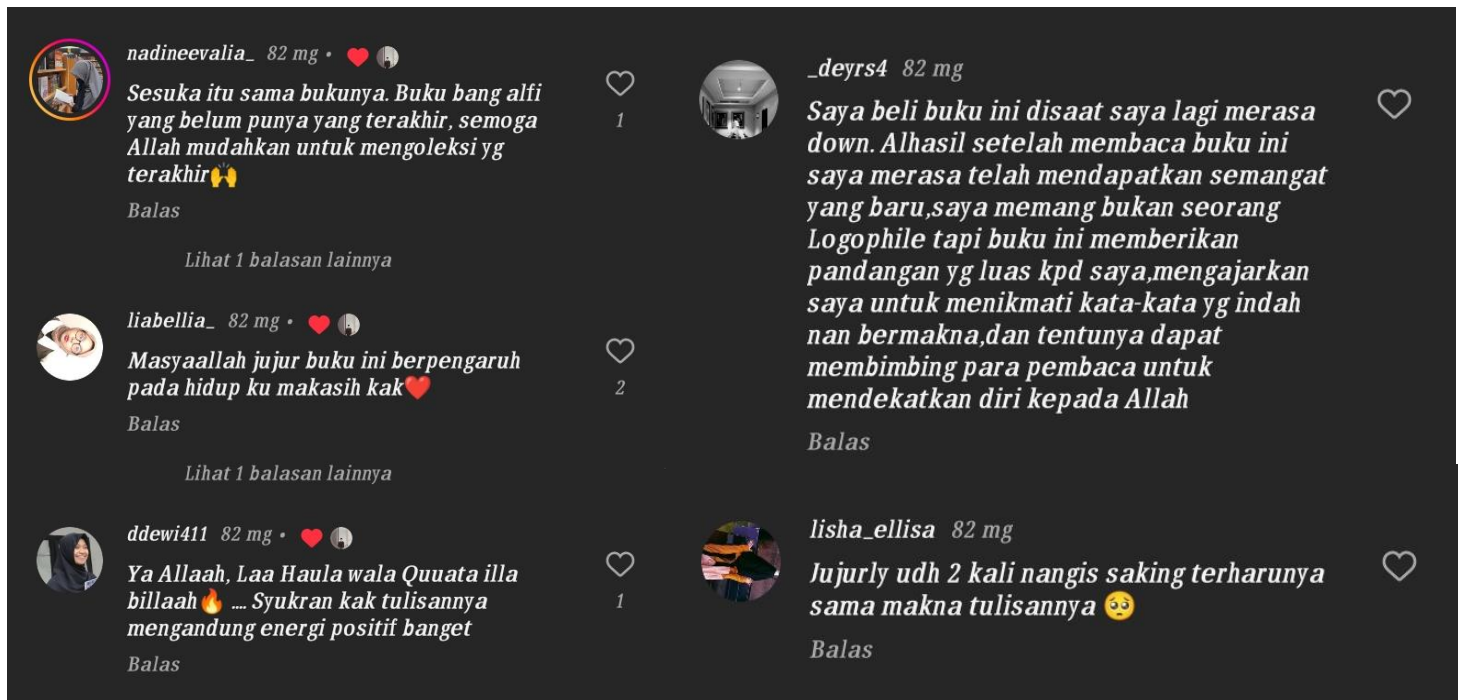 nadineevalia_ 82 mg •
Sesuka itu sama bukunya. Buku bang alfi
yang belum punya yang terakhir, semoga
Allah mudahkan untuk mengoleksi yg
terakhir🙌
1
Balas
Lihat 1 balasan lainnya
liabellia_ 82 mg •
Masyaallah jujur buku ini berpengaruh
pada hidup ku makasih kak❤️
2
Balas
Lihat 1 balasan lainnya
ddewi411 82 mg •
Ya Allaah, Laa Haula wala Quuata illa
billaah🔥 .... Syukran kak tulisannya
mengandung energi positif banget
1
Balas
_deyrs4 82 mg
Saya beli buku ini disaat saya lagi merasa
down. Alhasil setelah membaca buku ini
saya merasa telah mendapatkan semangat
yang baru,saya memang bukan seorang
Logophile tapi buku ini memberikan
pandangan yg luas kpd saya,mengajarkan
saya untuk menikmati kata-kata yg indah
nan bermakna,dan tentunya dapat
membimbing para pembaca untuk
mendekatkan diri kepada Allah
Balas
lisha_ellisa 82 mg
Jujurly udh 2 kali nangis saking terharunya
sama makna tulisannya 🥺
Balas